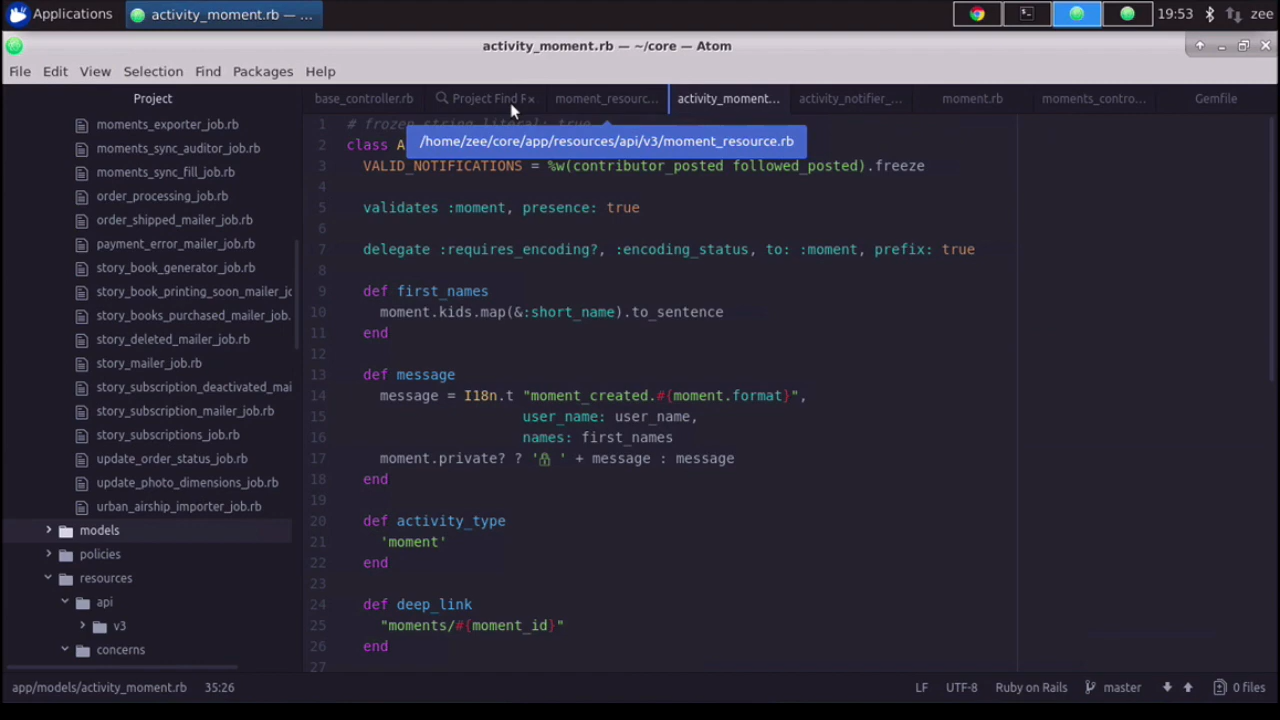 Applications
activity_moment.rb — ...
19:53
zee
activity_moment.rb — ~/core — Atom
File Edit View Selection Find Packages Help
Project
base_controller.rb
Project Find R
moment_resourc...
activity_moment...
activity_notifier_...
moment.rb
moments_contro...
Gemfile
moments_exporter_job.rb
moments_sync_auditor_job.rb
moments_sync_fill_job.rb
order_processing_job.rb
order_shipped_mailer_job.rb
payment_error_mailer_job.rb
story_book_generator_job.rb
story_book_printing_soon_mailer_jo
story_books_purchased_mailer_job.
story_deleted_mailer_job.rb
story_mailer_job.rb
story_subscription_deactivated_mai
story_subscription_mailer_job.rb
story_subscriptions_job.rb
update_order_status_job.rb
update_photo_dimensions_job.rb
urban_airship_importer_job.rb
models
policies
resources
api
v3
concerns
/home/zee/core/app/resources/api/v3/moment_resource.rb
1 # frozen_string_literal: true
2 class A
3 VALID_NOTIFICATIONS = %w(contributor_posted followed_posted).freeze
4
5 validates :moment, presence: true
6
7 delegate :requires_encoding?, :encoding_status, to: :moment, prefix: true
8
9 def first_names
10 moment.kids.map(&:short_name).to_sentence
11 end
12
13 def message
14 message = I18n.t "moment_created.#{moment.format}",
15 user_name: user_name,
16 names: first_names
17 moment.private? ? '🔒 ' + message : message
18 end
19
20 def activity_type
21 'moment'
22 end
23
24 def deep_link
25 "moments/#{moment_id}"
26 end
27
app/models/activity_moment.rb 35:26
LF UTF-8 Ruby on Rails master 0 files